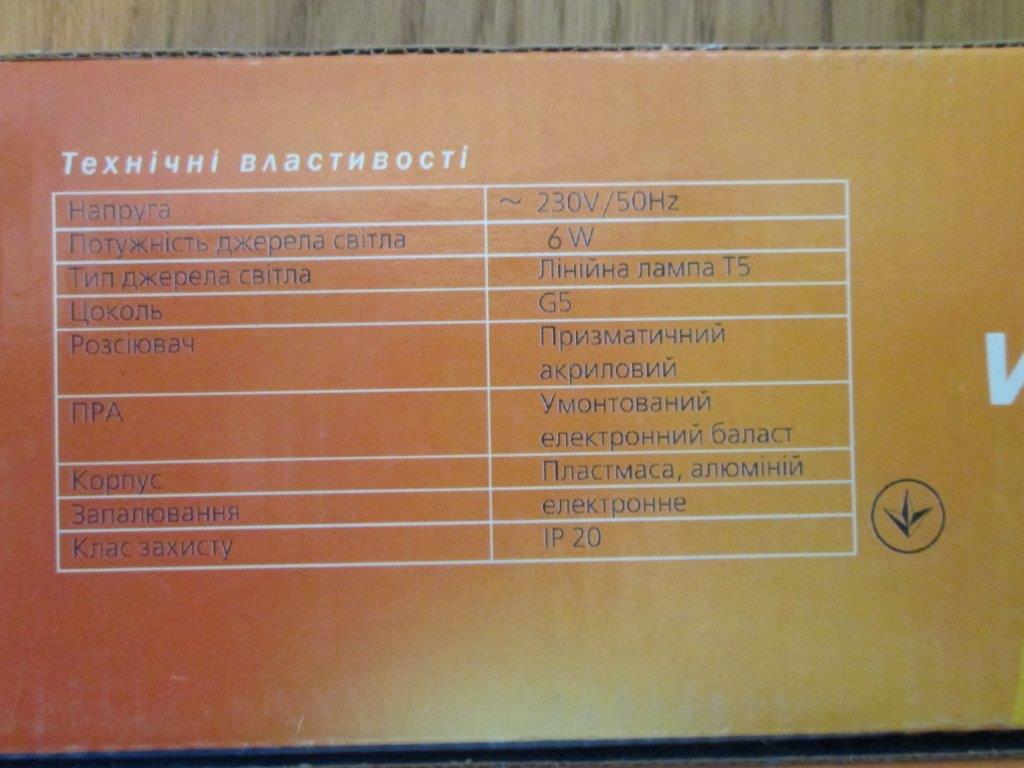 Технічні властивості
Напруга ~ 230V/50Hz
Потужність джерела світла 6 W
Тип джерела світла Лінійна лампа T5
Цоколь G5
Розсіювач Призматичний
акриловий
ПРА Умонтований
електронний баласт
Корпус Пластмаса, алюміній
Запалювання електронне
Клас захисту IP 20